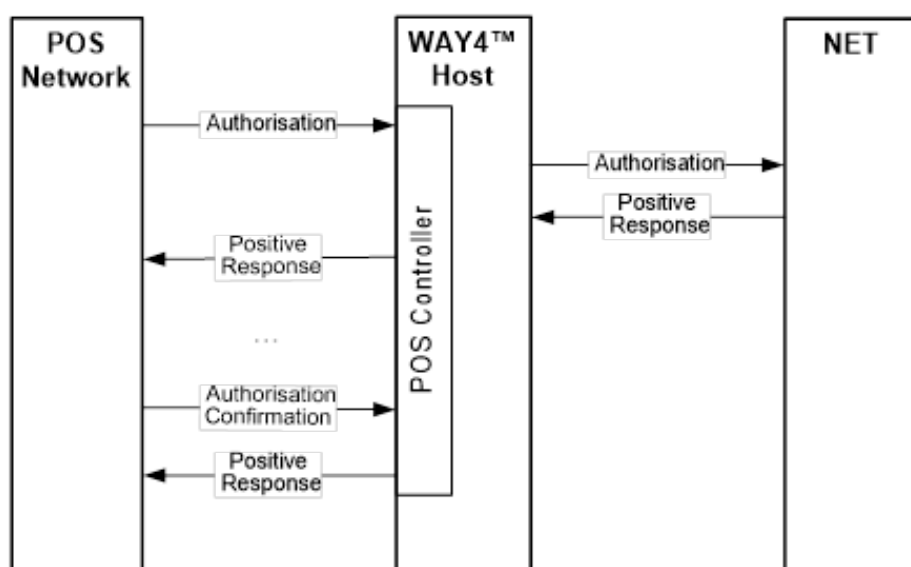 POS
Network
WAY4™
Host
NET
Authorisation
Authorisation
Positive
Response
Positive
Response
POS Controller
...
Authorisation
Confirmation
Positive
Response